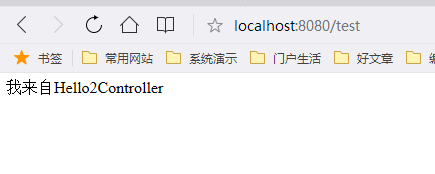 localhost:8080/test
书签 常用网站 系统演示 门户生活 好文章 编
我来自Hello2Controller